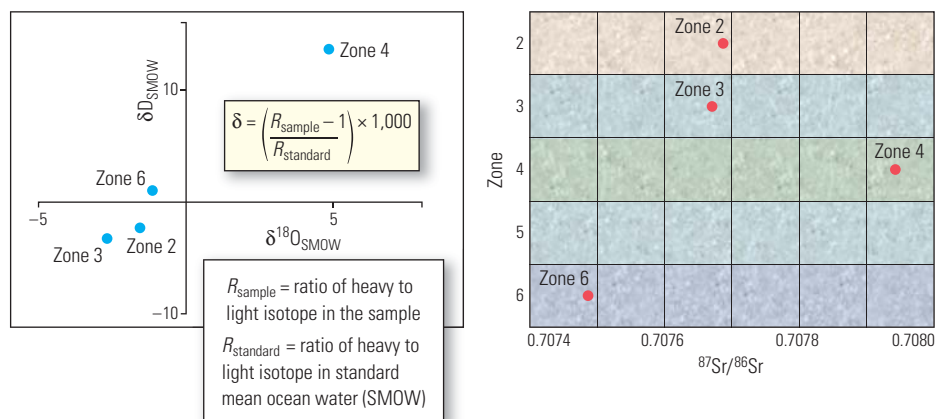 Zone 4
10
δD_SMOW
δ = (R_sample – 1 / R_standard) × 1,000
Zone 6
–5
5
δ¹⁸O_SMOW
Zone 3
Zone 2
–10
R_sample = ratio of heavy to
light isotope in the sample
R_standard = ratio of heavy to
light isotope in standard
mean ocean water (SMOW)
Zone
2
3
4
5
6
Zone 2
Zone 3
Zone 4
Zone 6
0.7074
0.7076
0.7078
0.7080
⁸⁷Sr/⁸⁶Sr